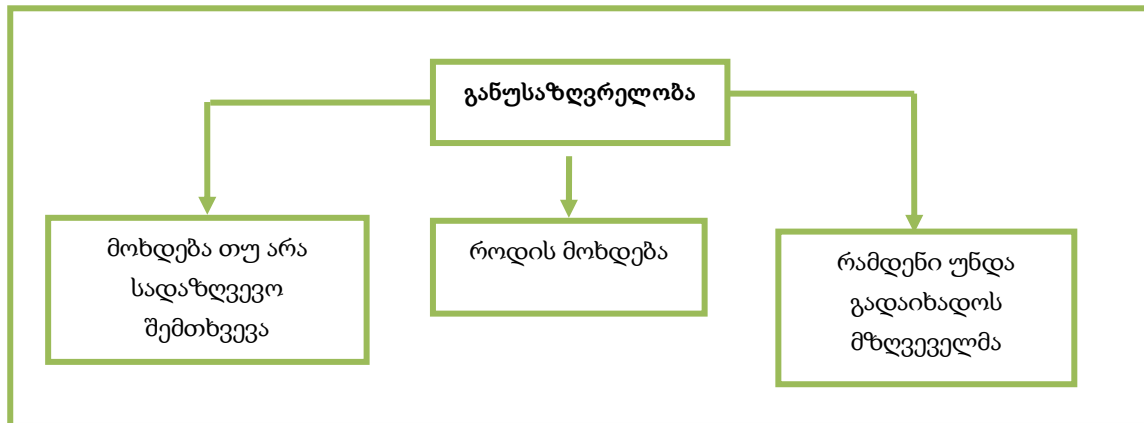 განუსაზღვრელობა
მოხდება თუ არა
სადაზღვევო
შემთხვევა
როდის მოხდება
რამდენი უნდა
გადაიხადოს
მზღვეველმა